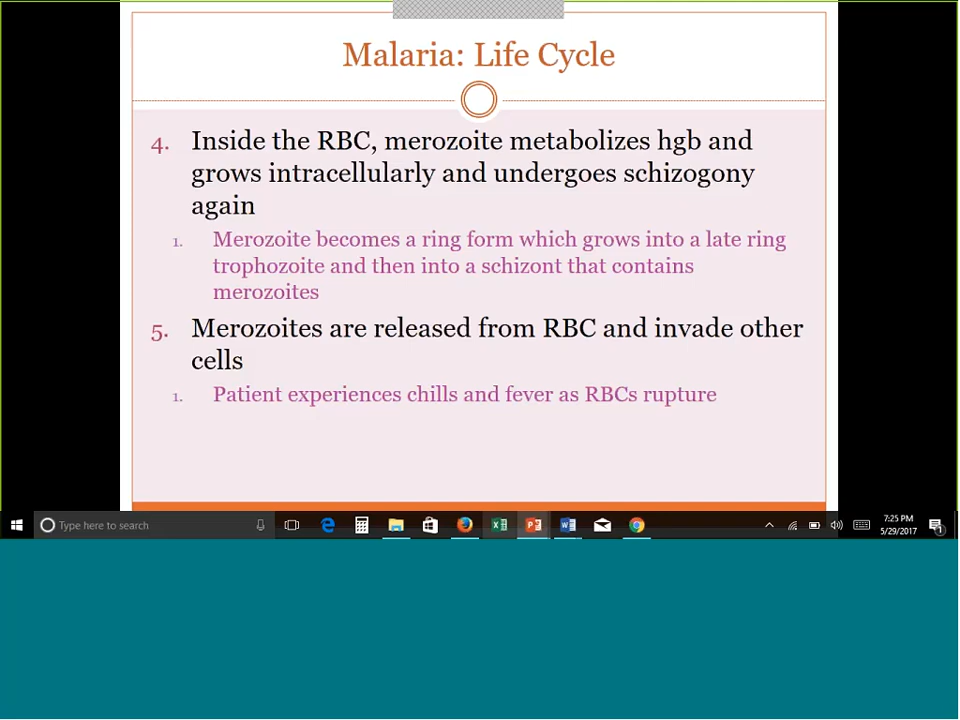 Malaria: Life Cycle
4. Inside the RBC, merozoite metabolizes hgb and
grows intracellularly and undergoes schizogony
again
1. Merozoite becomes a ring form which grows into a late ring
trophozoite and then into a schizont that contains
merozoites
5. Merozoites are released from RBC and invade other
cells
1. Patient experiences chills and fever as RBCs rupture
Type here to search
7:25 PM
5/29/2017
1